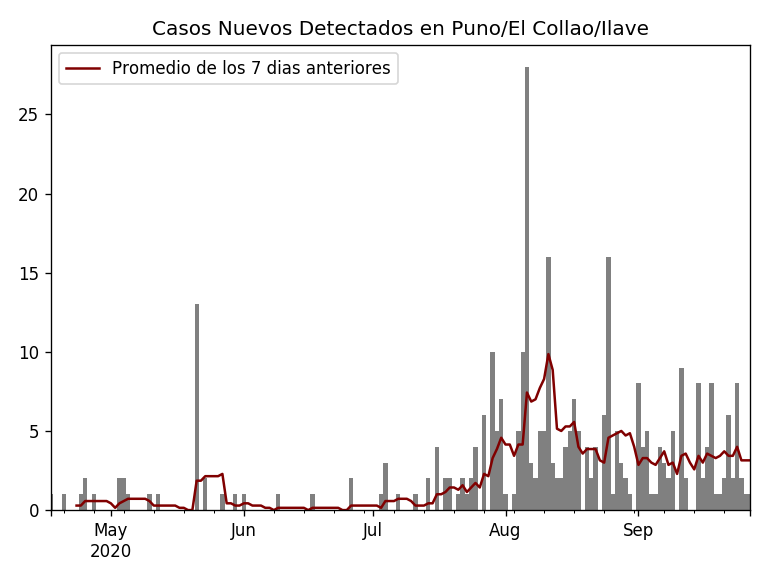 Casos Nuevos Detectados en Puno/El Collao/Ilave
Promedio de los 7 dias anteriores
25
20
15
10
5
0
May
2020
Jun
Jul
Aug
Sep